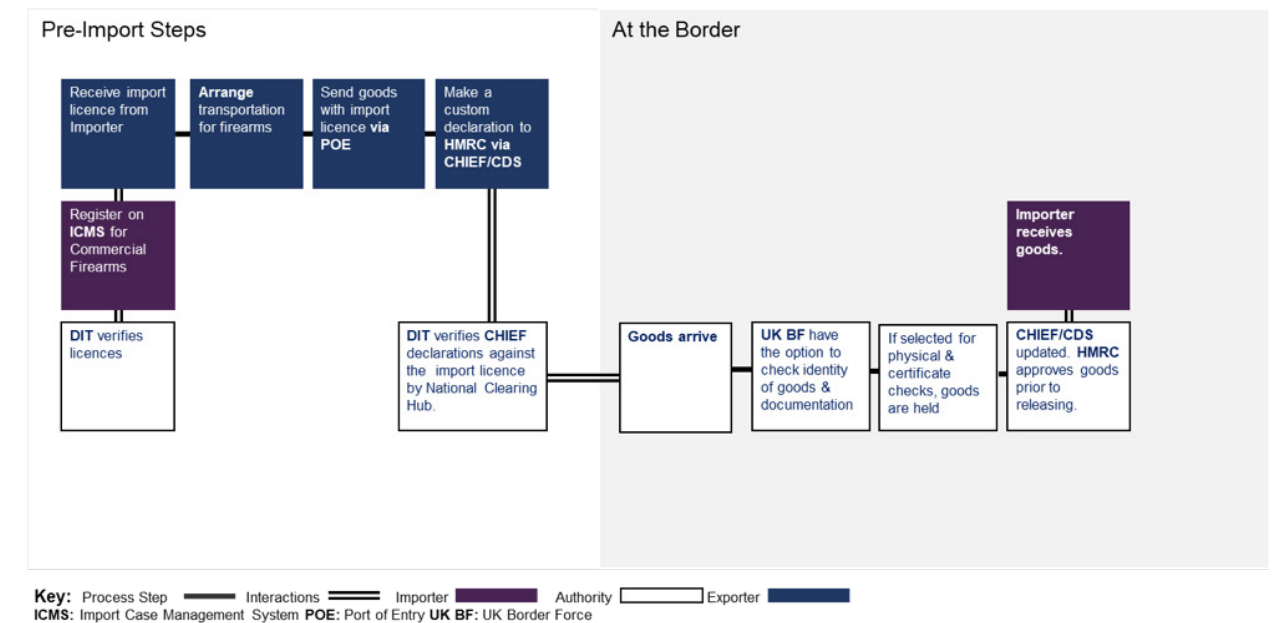 Pre-Import Steps
At the Border
Receive import
licence from
Importer
Arrange
transportation
for firearms
Send goods
with import
licence via
POE
Make a
custom
declaration to
HMRC via
CHIEF/CDS
Register on
ICMS for
Commercial
Firearms
Importer
receives
goods.
DIT verifies
licences
DIT verifies CHIEF
declarations against
the import licence
by National Clearing
Hub.
Goods arrive
UK BF have
the option to
check identity
of goods &
documentation
If selected for
physical &
certificate
checks, goods
are held
CHIEF/CDS
updated. HMRC
approves goods
prior to
releasing.
Key: Process Step Interactions Importer Authority Exporter
ICMS: Import Case Management System POE: Port of Entry UK BF: UK Border Force